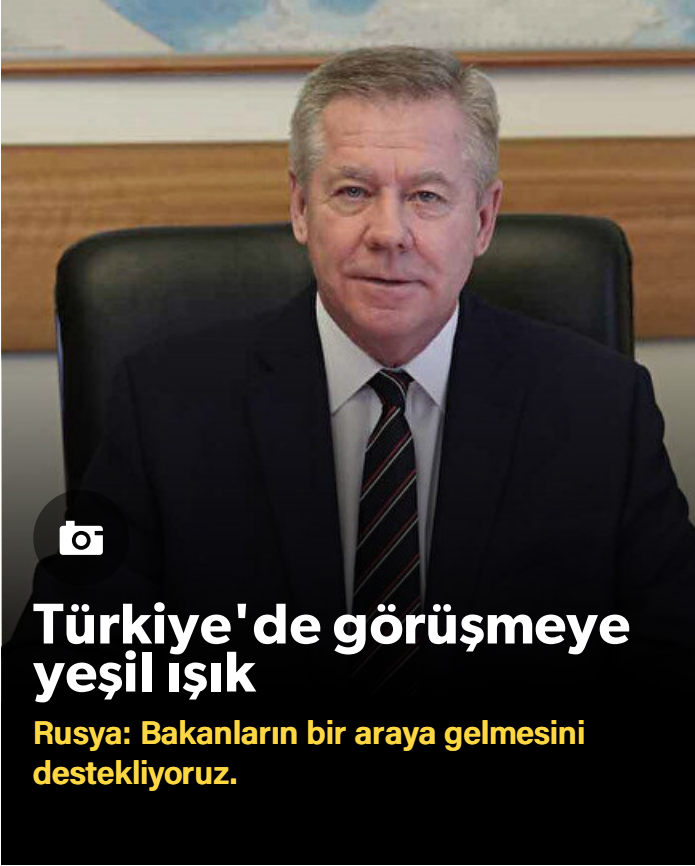 Türkiye'de görüşmeye
yeşil ışık
Rusya: Bakanların bir araya gelmesini
destekliyoruz.